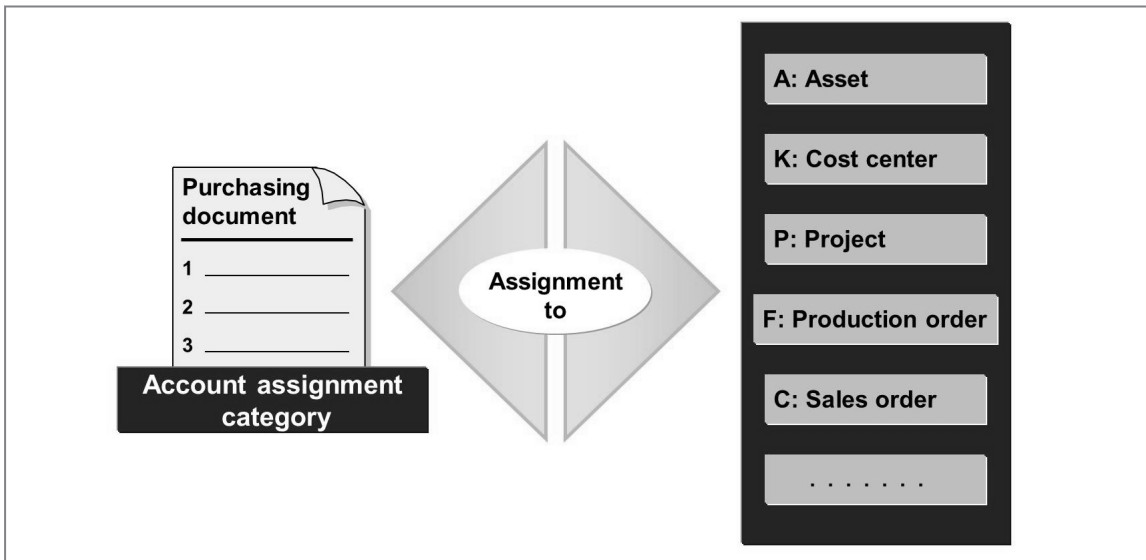 Purchasing
document
1
2
3
Account assignment
category
Assignment
to
A: Asset
K: Cost center
P: Project
F: Production order
C: Sales order
. . . . . . .